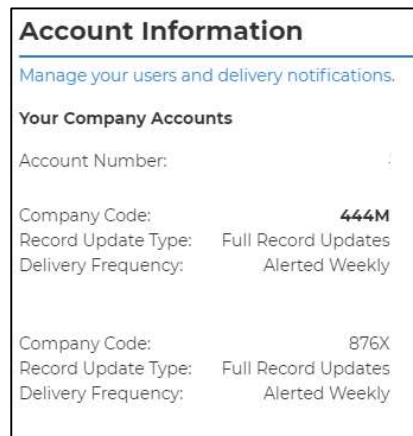 Account Information
Manage your users and delivery notifications.
Your Company Accounts
Account Number:
Company Code: 444M
Record Update Type: Full Record Updates
Delivery Frequency: Alerted Weekly
Company Code: 876X
Record Update Type: Full Record Updates
Delivery Frequency: Alerted Weekly